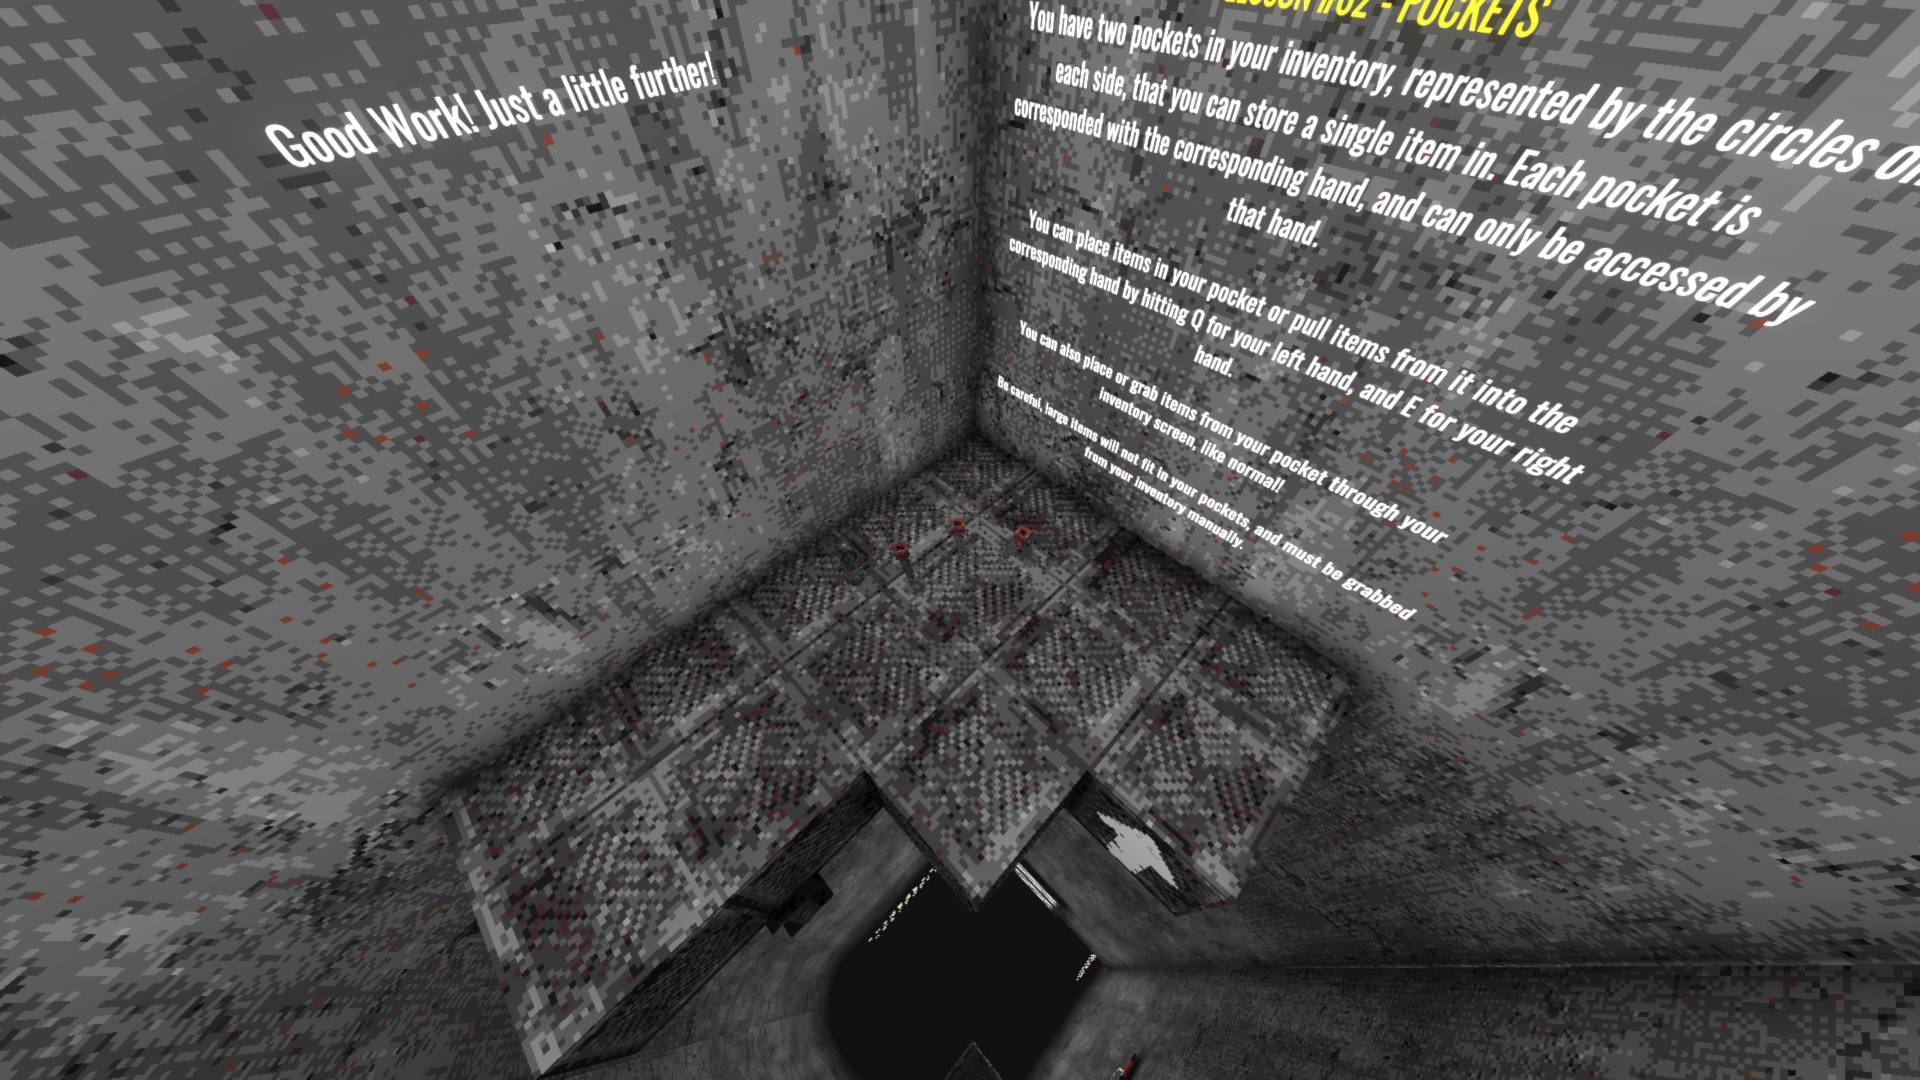 Good Work! Just a little further!
LESSON #02 - POCKETS
You have two pockets in your inventory, represented by the circles on
each side, that you can store a single item in. Each pocket is
corresponded with the corresponding hand, and can only be accessed by
that hand.
You can place items in your pocket or pull items from it into the
corresponding hand by hitting Q for your left hand, and E for your right
hand.
You can also place or grab items from your pocket through your
inventory screen, like normal!
Be careful, large items will not fit in your pockets, and must be grabbed
from your inventory manually.